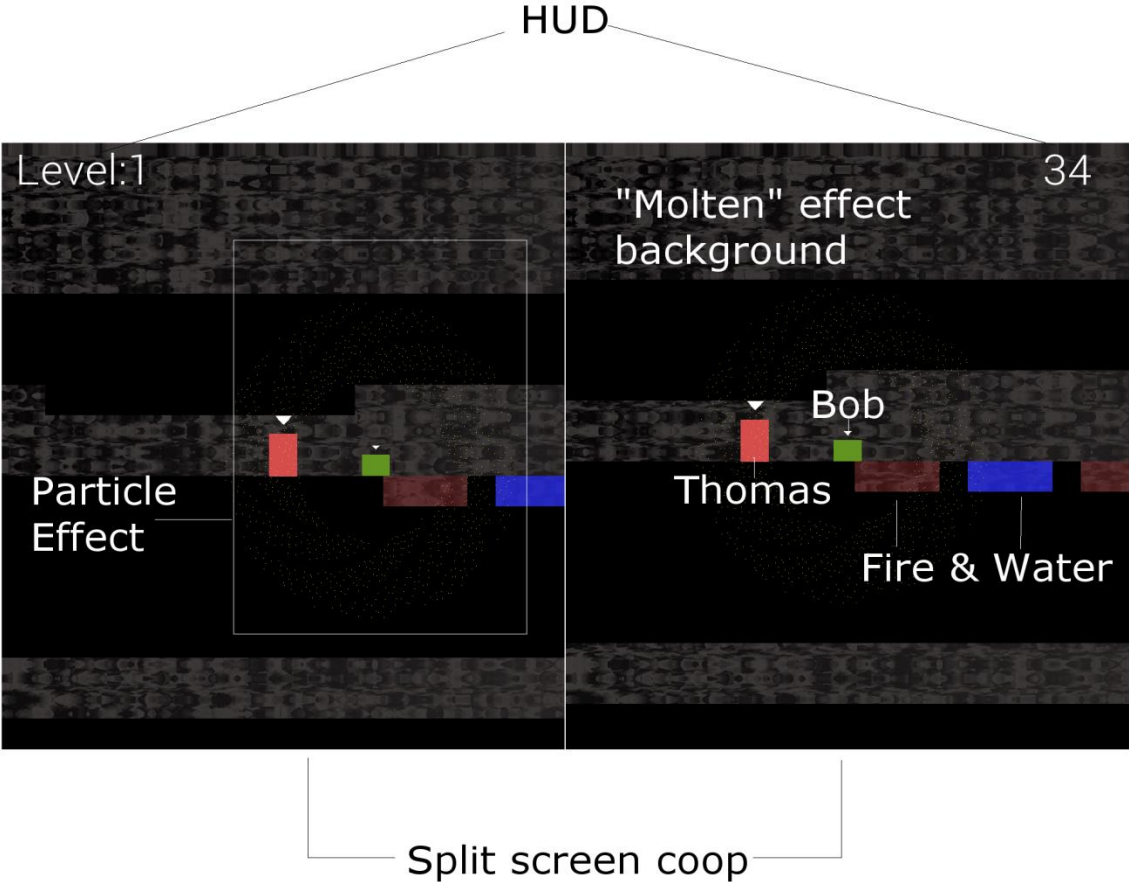 HUD
Level:1
34
"Molten" effect
background
Bob
Thomas
Particle
Effect
Fire & Water
Split screen coop